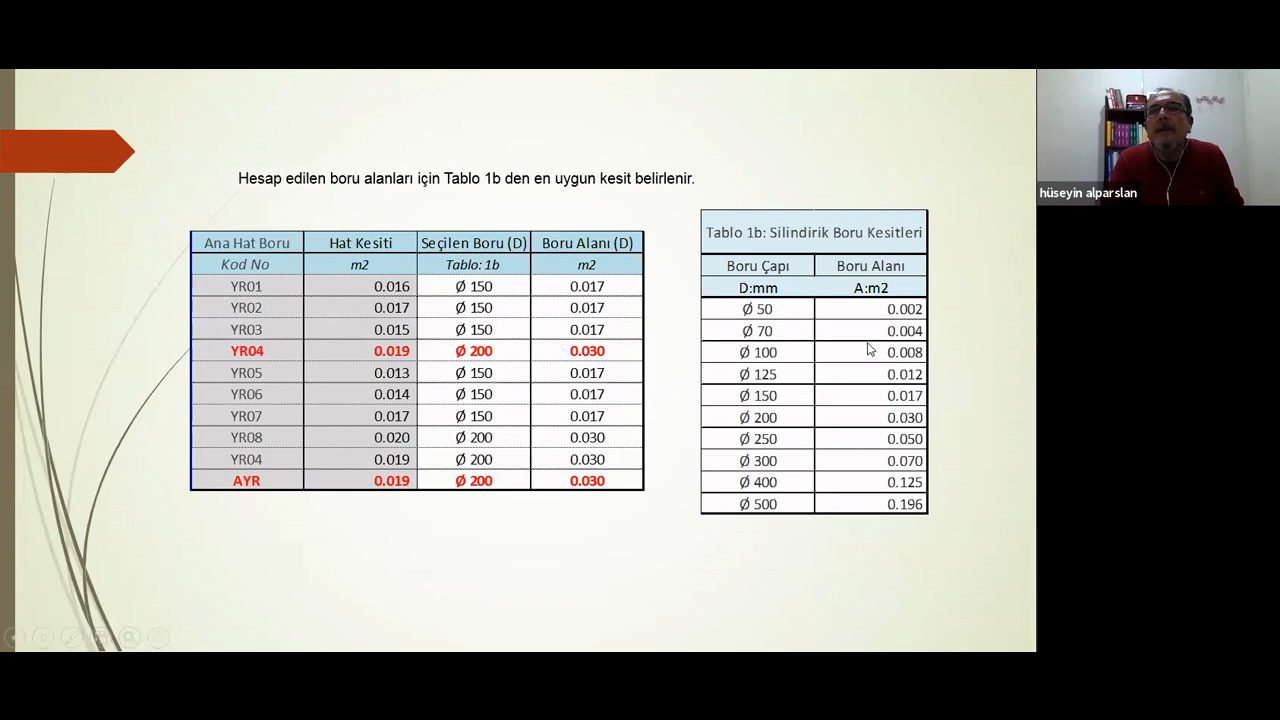 Hesap edilen boru alanları için Tablo 1b den en uygun kesit belirlenir.
Ana Hat Boru Hat Kesiti Seçilen Boru (D) Boru Alanı (D)
Kod No m2 Tablo: 1b m2
YR01 0.016 Ø 150 0.017
YR02 0.017 Ø 150 0.017
YR03 0.015 Ø 150 0.017
YR04 0.019 Ø 200 0.030
YR05 0.013 Ø 150 0.017
YR06 0.014 Ø 150 0.017
YR07 0.017 Ø 150 0.017
YR08 0.020 Ø 200 0.030
YR04 0.019 Ø 200 0.030
AYR 0.019 Ø 200 0.030
Tablo 1b: Silindirik Boru Kesitleri
Boru Çapı Boru Alanı
D:mm A:m2
Ø 50 0.002
Ø 70 0.004
Ø 100 0.008
Ø 125 0.012
Ø 150 0.017
Ø 200 0.030
Ø 250 0.050
Ø 300 0.070
Ø 400 0.125
Ø 500 0.196
hüseyin alparslan